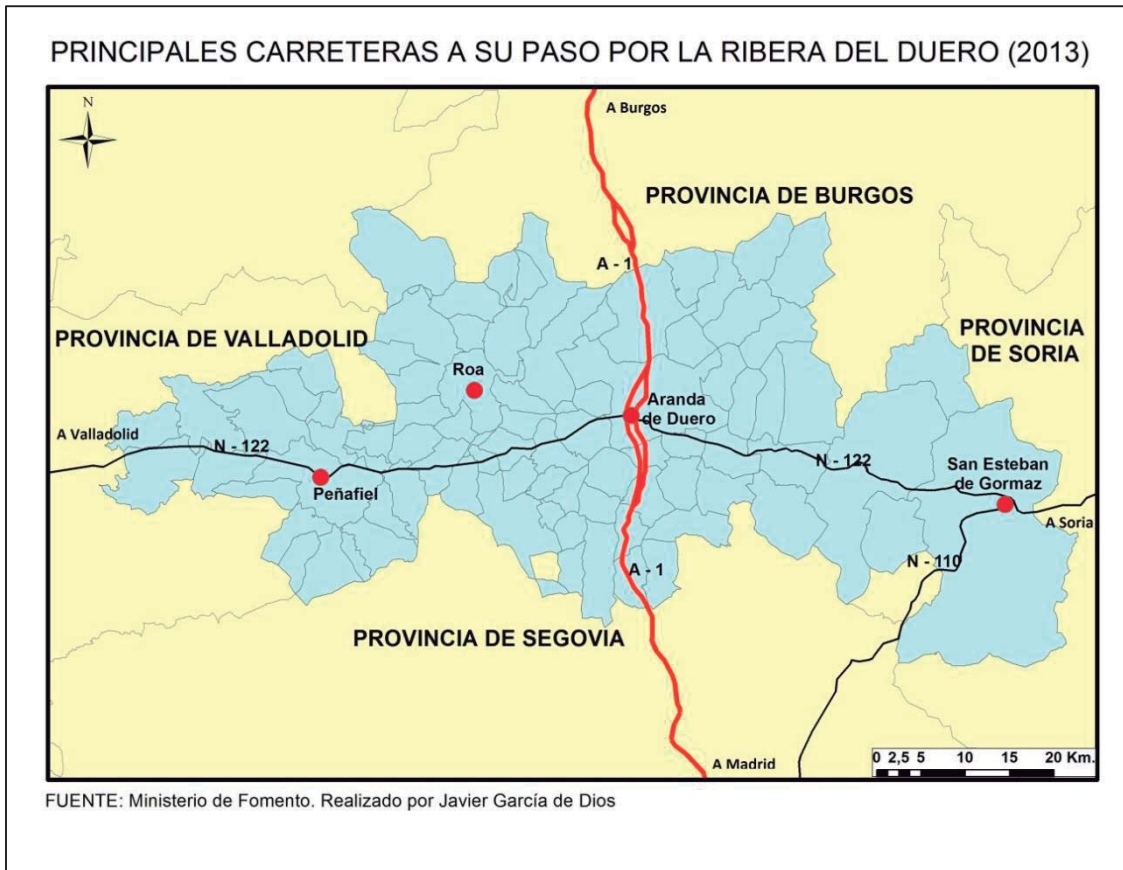 PRINCIPALES CARRETERAS A SU PASO POR LA RIBERA DEL DUERO (2013)
N
A Burgos
PROVINCIA DE BURGOS
A - 1
PROVINCIA DE VALLADOLID
PROVINCIA
DE SORIA
Roa
Aranda
de Duero
A Valladolid
N - 122
N - 122
Peñafiel
San Esteban
de Gormaz
A Soria
N - 110
A - 1
PROVINCIA DE SEGOVIA
A Madrid
0 2,5 5 10 15 20 Km.
FUENTE: Ministerio de Fomento. Realizado por Javier García de Dios